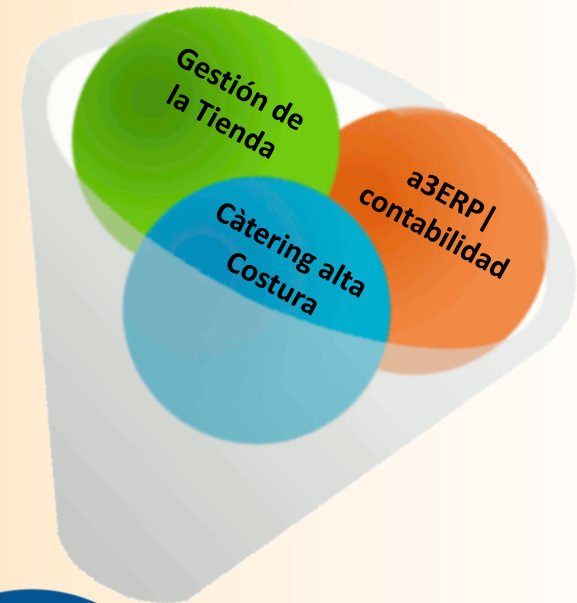 Gestión de
la Tienda
a3ERP|
contabilidad
Càtering alta
Costura